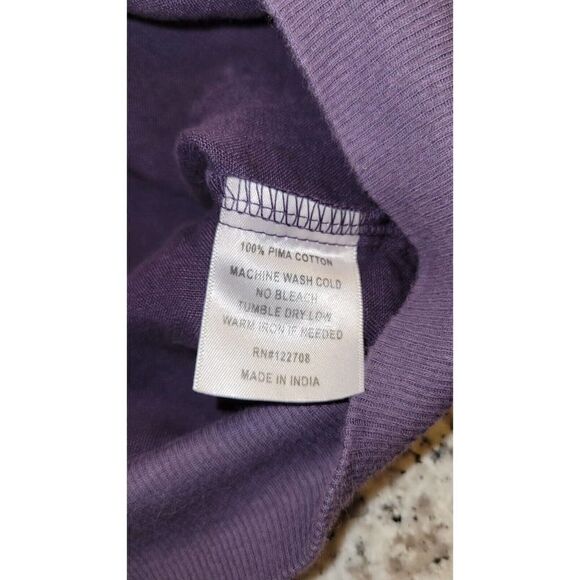 100% PIMA COTTON
MACHINE WASH COLD
NO BLEACH
TUMBLE DRY LOW
WARM IRON IF NEEDED
RN#122708
MADE IN INDIA